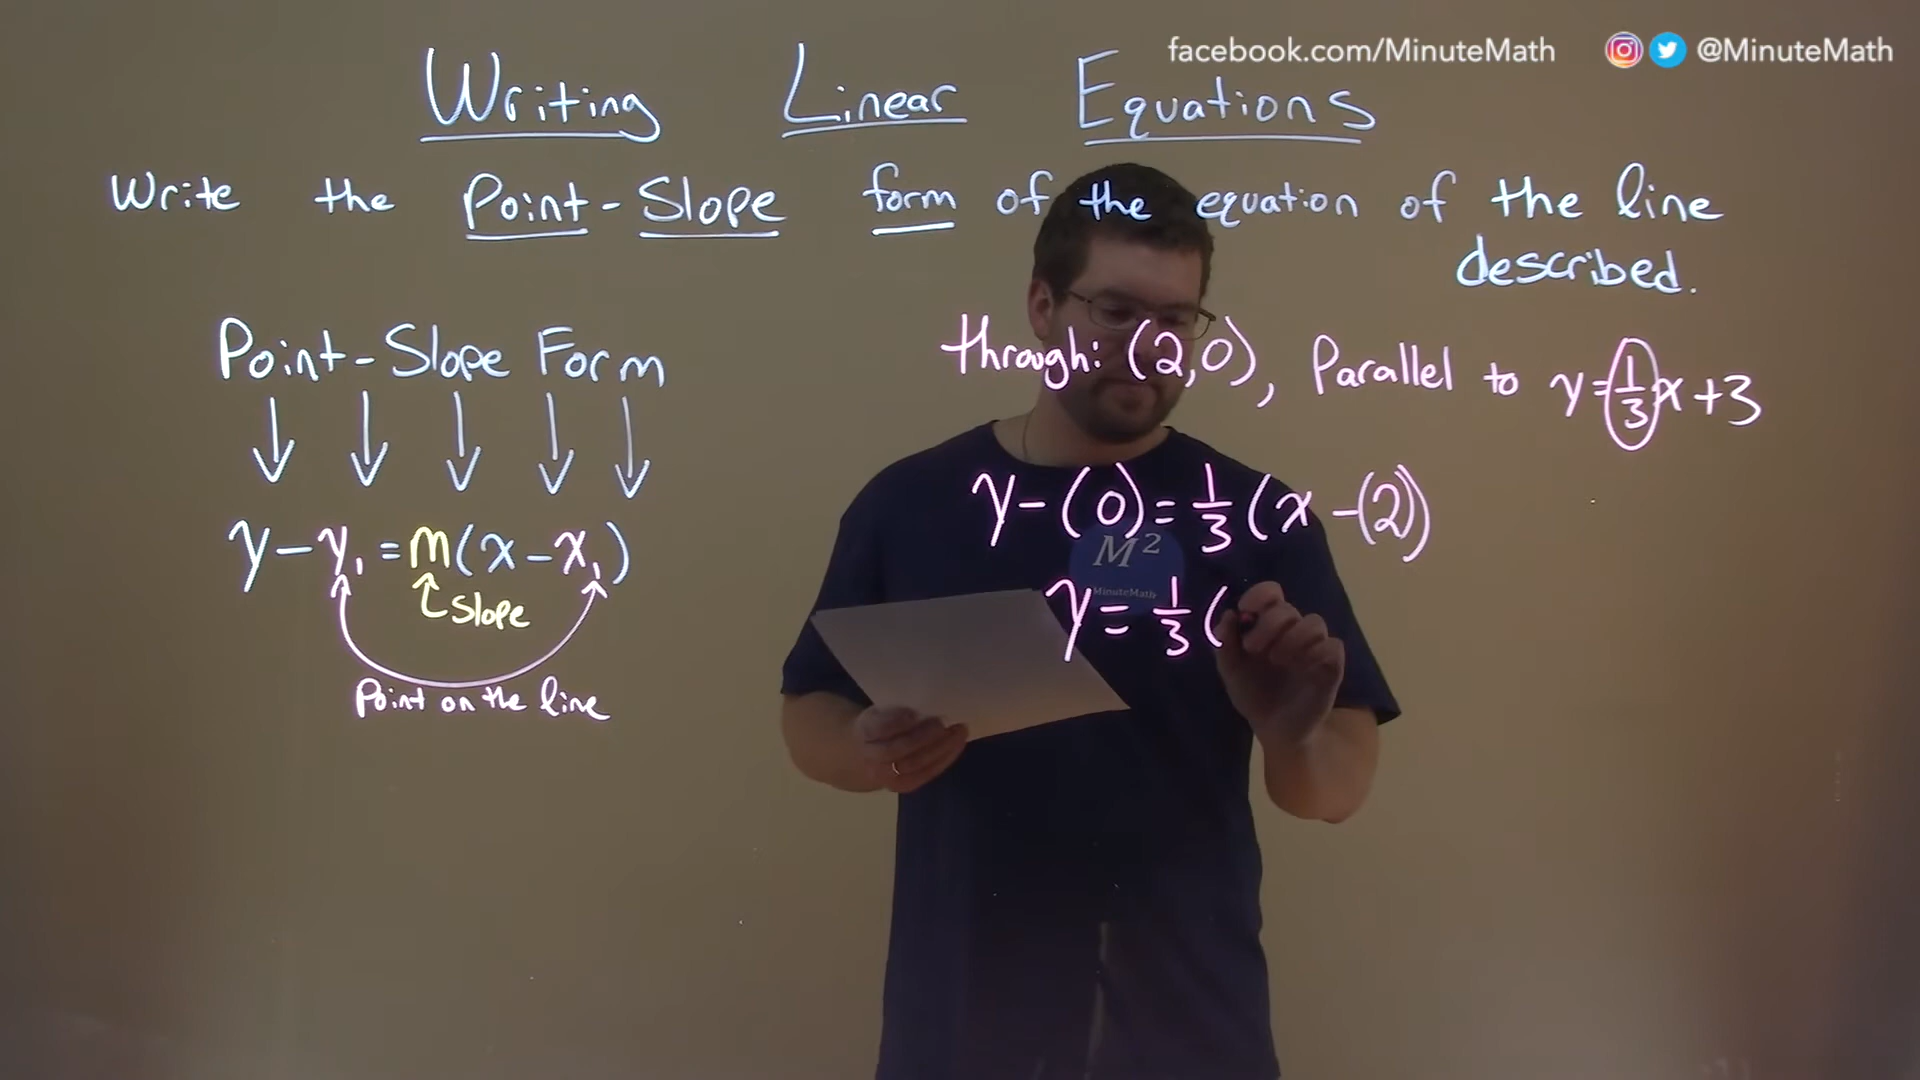 facebook.com/MinuteMath @MinuteMath
Writing Linear Equations
Write the Point-Slope form of the equation of the line
described.
Point-Slope Form
y-y₁=m(x-x₁)
Slope
Point on the line
through: (2,0), Parallel to y=1/3x+3
y-(0)=1/3(x-(2))
y=1/3(
M²
MinuteMath